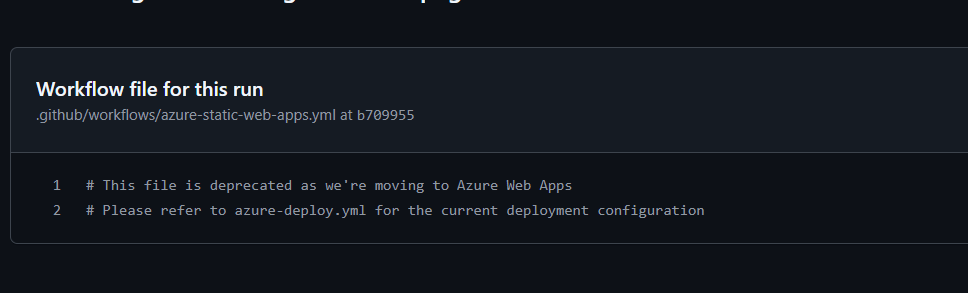 Workflow file for this run
.github/workflows/azure-static-web-apps.yml at b709955
1 # This file is deprecated as we're moving to Azure Web Apps
2 # Please refer to azure-deploy.yml for the current deployment configuration